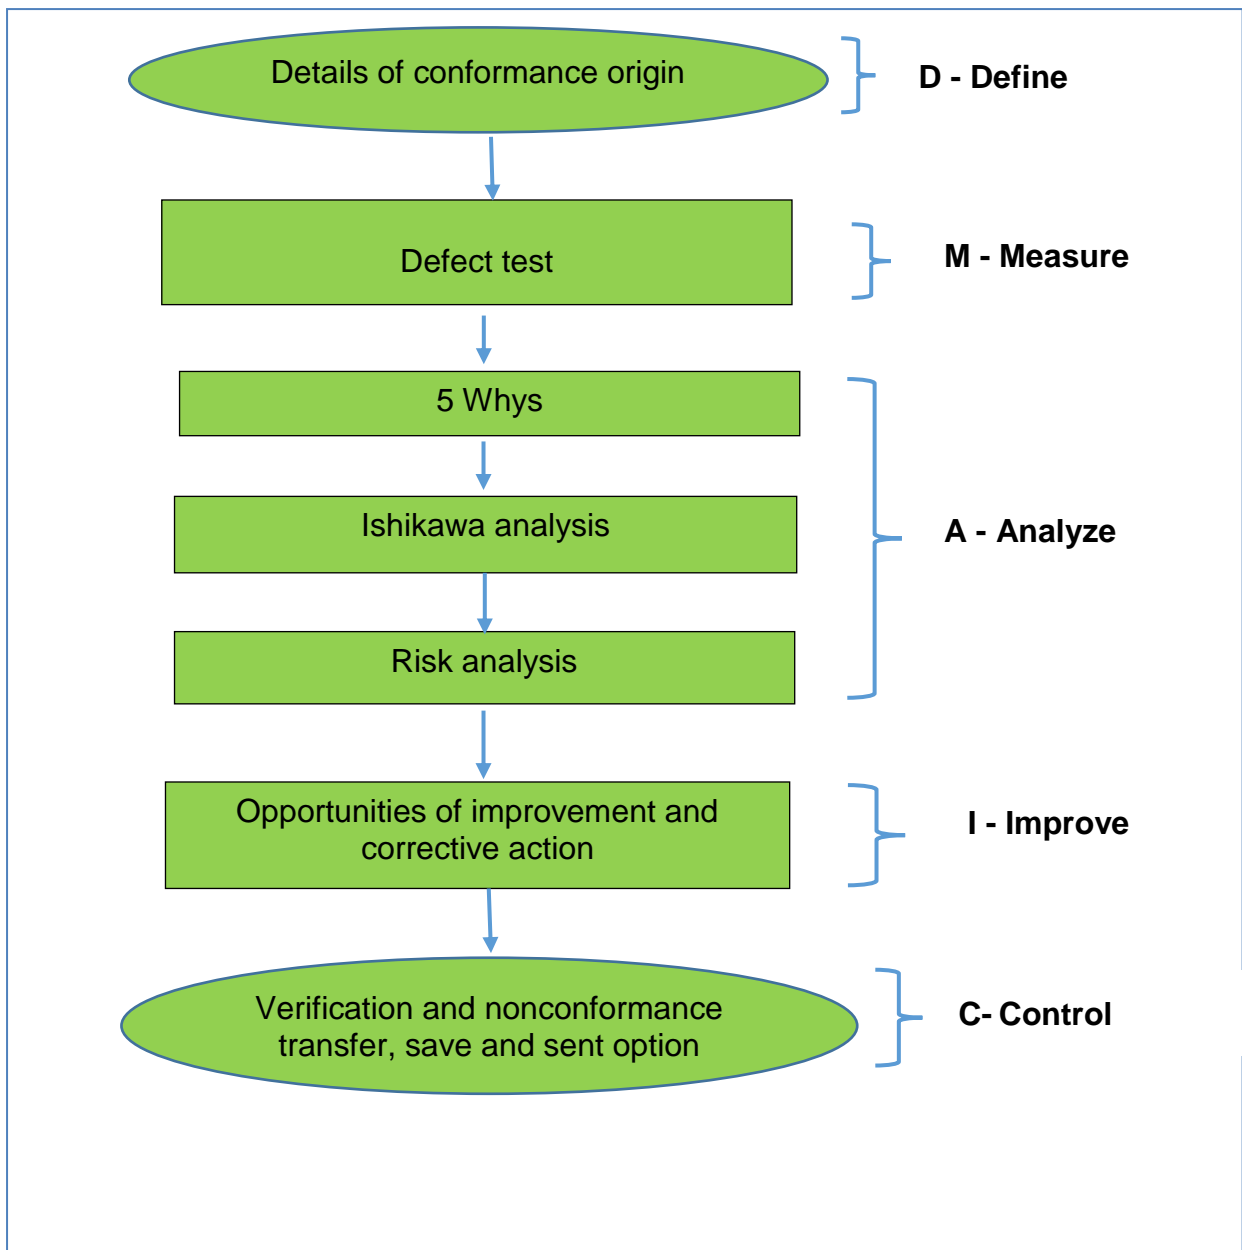 Details of conformance origin
D - Define
Defect test
M - Measure
5 Whys
Ishikawa analysis
A - Analyze
Risk analysis
Opportunities of improvement and
corrective action
I - Improve
Verification and nonconformance
transfer, save and sent option
C- Control